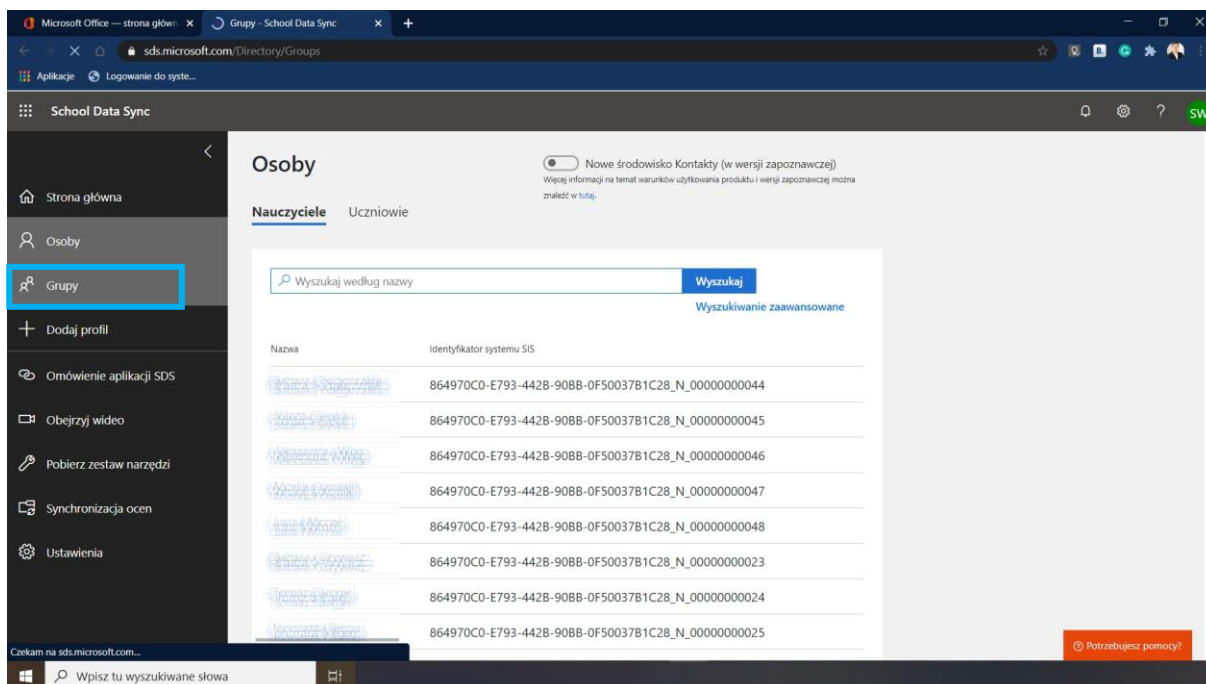 Microsoft Office — strona główn
Grupy - School Data Sync
sds.microsoft.com/Directory/Groups
Aplikacje
Logowanie do syste...
School Data Sync
SW
Osoby
Nowe środowisko Kontakty (w wersji zapoznawczej)
Więcej informacji na temat warunków użytkowania produktu i wersji zapoznawczej można
znaleźć w tutaj.
Strona główna
Nauczyciele
Uczniowie
Osoby
Grupy
Wyszukaj według nazwy
Wyszukaj
Wyszukiwanie zaawansowane
Dodaj profil
Nazwa
Identyfikator systemu SIS
Omówienie aplikacji SDS
864970C0-E793-442B-90BB-0F50037B1C28_N_00000000044
Obejrzyj wideo
864970C0-E793-442B-90BB-0F50037B1C28_N_00000000045
Pobierz zestaw narzędzi
864970C0-E793-442B-90BB-0F50037B1C28_N_00000000046
864970C0-E793-442B-90BB-0F50037B1C28_N_00000000047
Synchronizacja ocen
864970C0-E793-442B-90BB-0F50037B1C28_N_00000000048
Ustawienia
864970C0-E793-442B-90BB-0F50037B1C28_N_00000000023
864970C0-E793-442B-90BB-0F50037B1C28_N_00000000024
864970C0-E793-442B-90BB-0F50037B1C28_N_00000000025
Czekam na sds.microsoft.com...
Potrzebujesz pomocy?
Wpisz tu wyszukiwane słowa